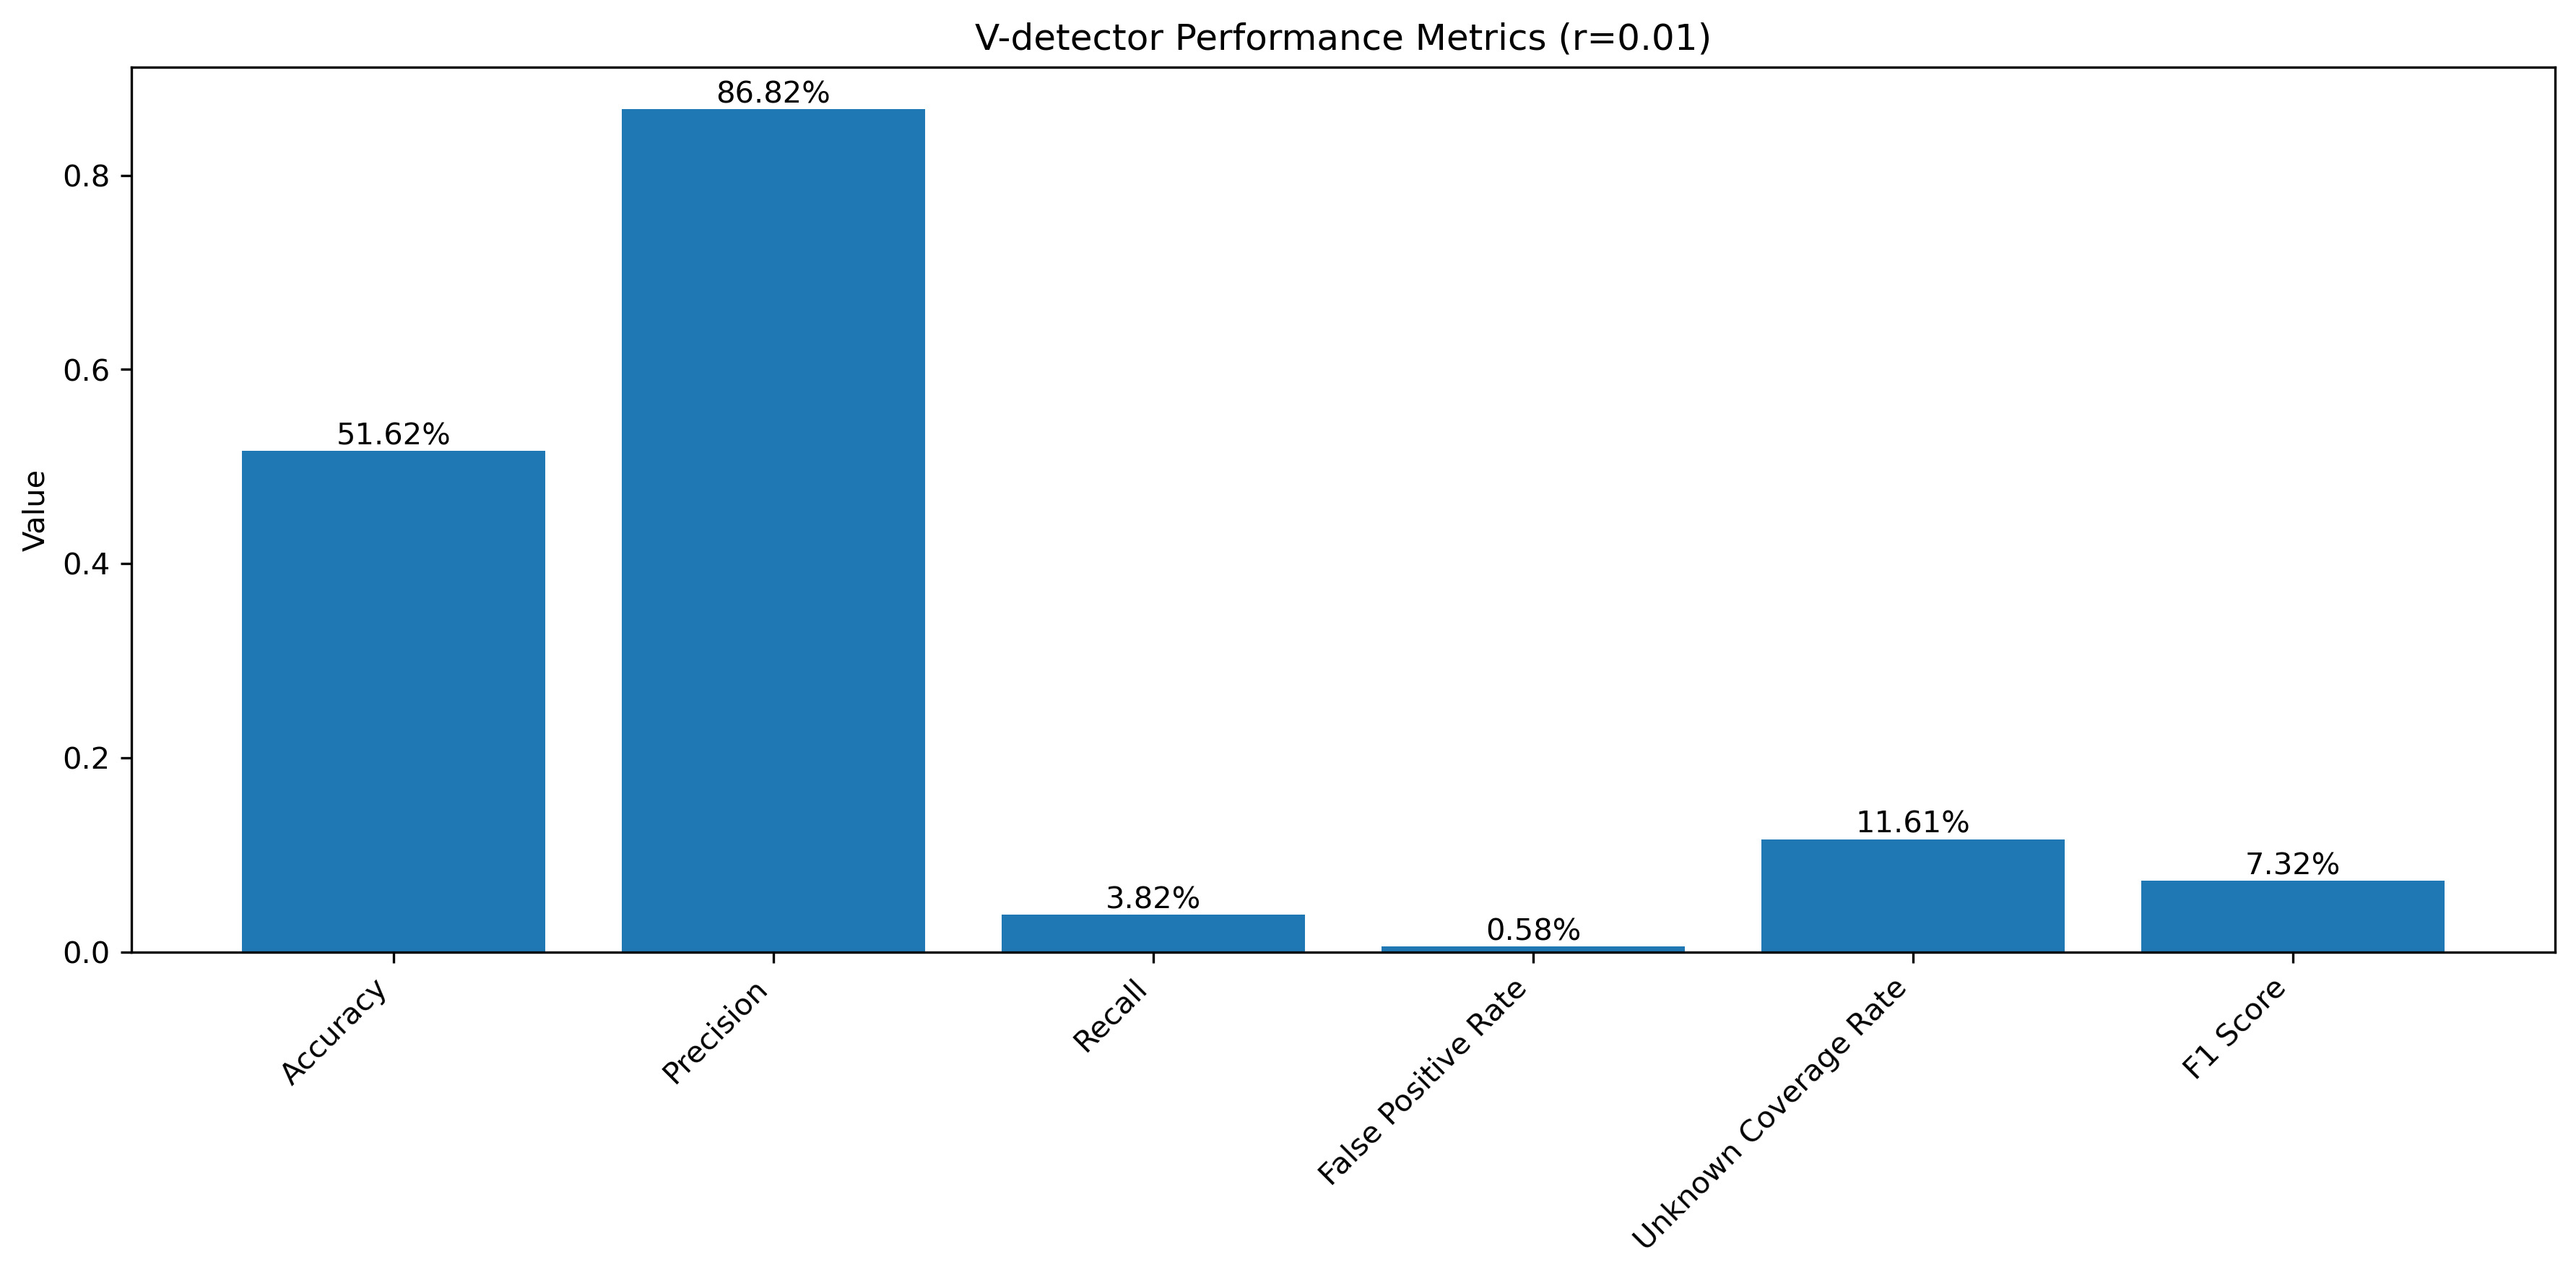 V-detector Performance Metrics (r=0.01)
Value
0.8
0.6
0.4
0.2
0.0
51.62%
86.82%
3.82%
0.58%
11.61%
7.32%
Accuracy
Precision
Recall
False Positive Rate
Unknown Coverage Rate
F1 Score